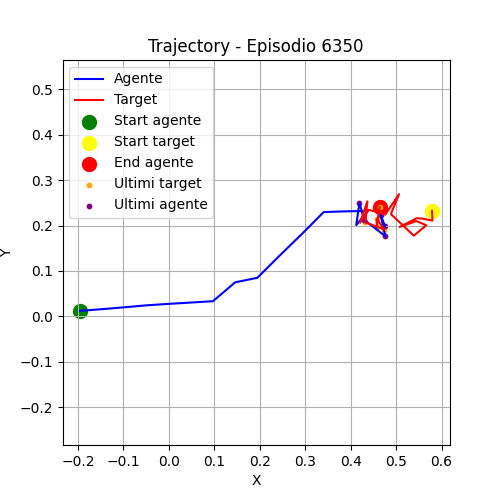 Trajectory - Episodio 6350
Agente
Target
Start agente
Start target
End agente
Ultimi target
Ultimi agente
0.5
0.4
0.3
0.2
0.1
0.0
−0.1
−0.2
Y
−0.2
−0.1
0.0
0.1
0.2
0.3
0.4
0.5
0.6
X